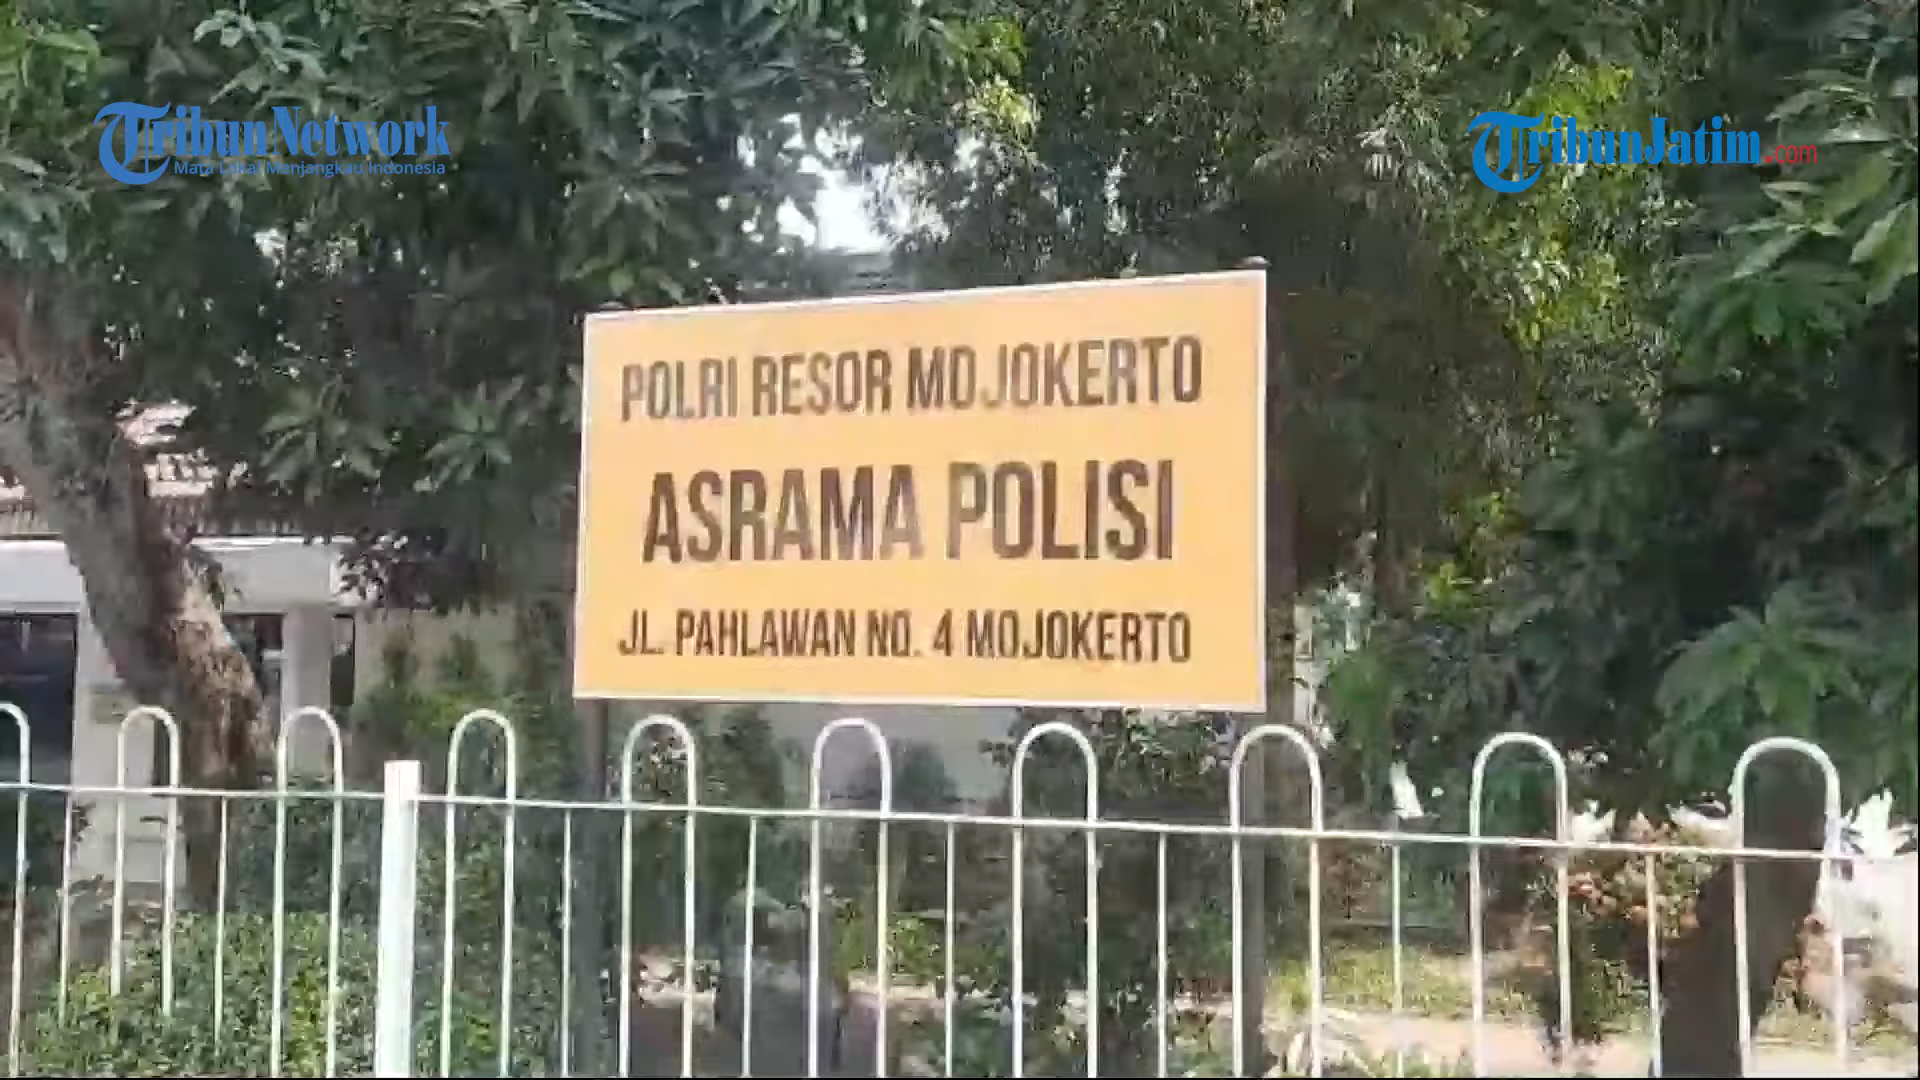 TribunNetwork
Mata Lokal Menjangkau Indonesia
TribunJatim.com
POLRI RESOR MOJOKERTO
ASRAMA POLISI
JL. PAHLAWAN NO. 4 MOJOKERTO